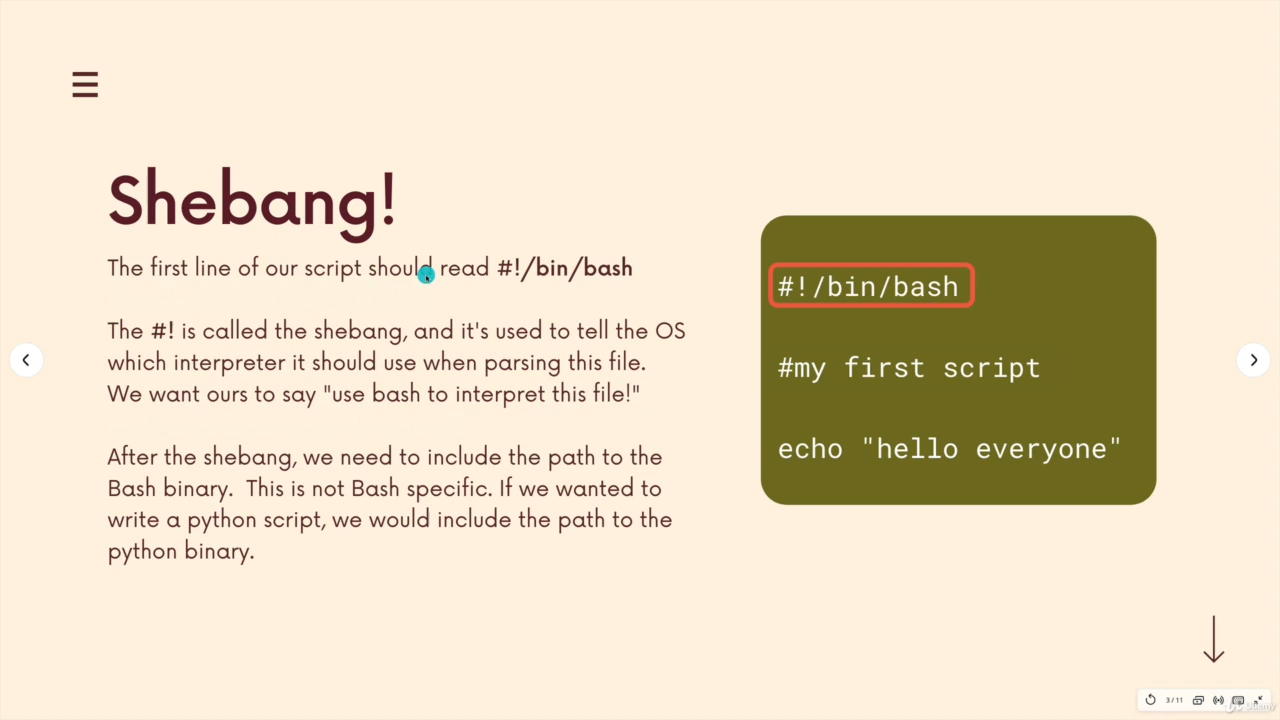 Shebang!
The first line of our script should read #!/bin/bash
The #! is called the shebang, and it's used to tell the OS
which interpreter it should use when parsing this file.
We want ours to say "use bash to interpret this file!"
After the shebang, we need to include the path to the
Bash binary.  This is not Bash specific. If we wanted to
write a python script, we would include the path to the
python binary.
#!/bin/bash
#my first script
echo "hello everyone"
3 / 11
Udemy